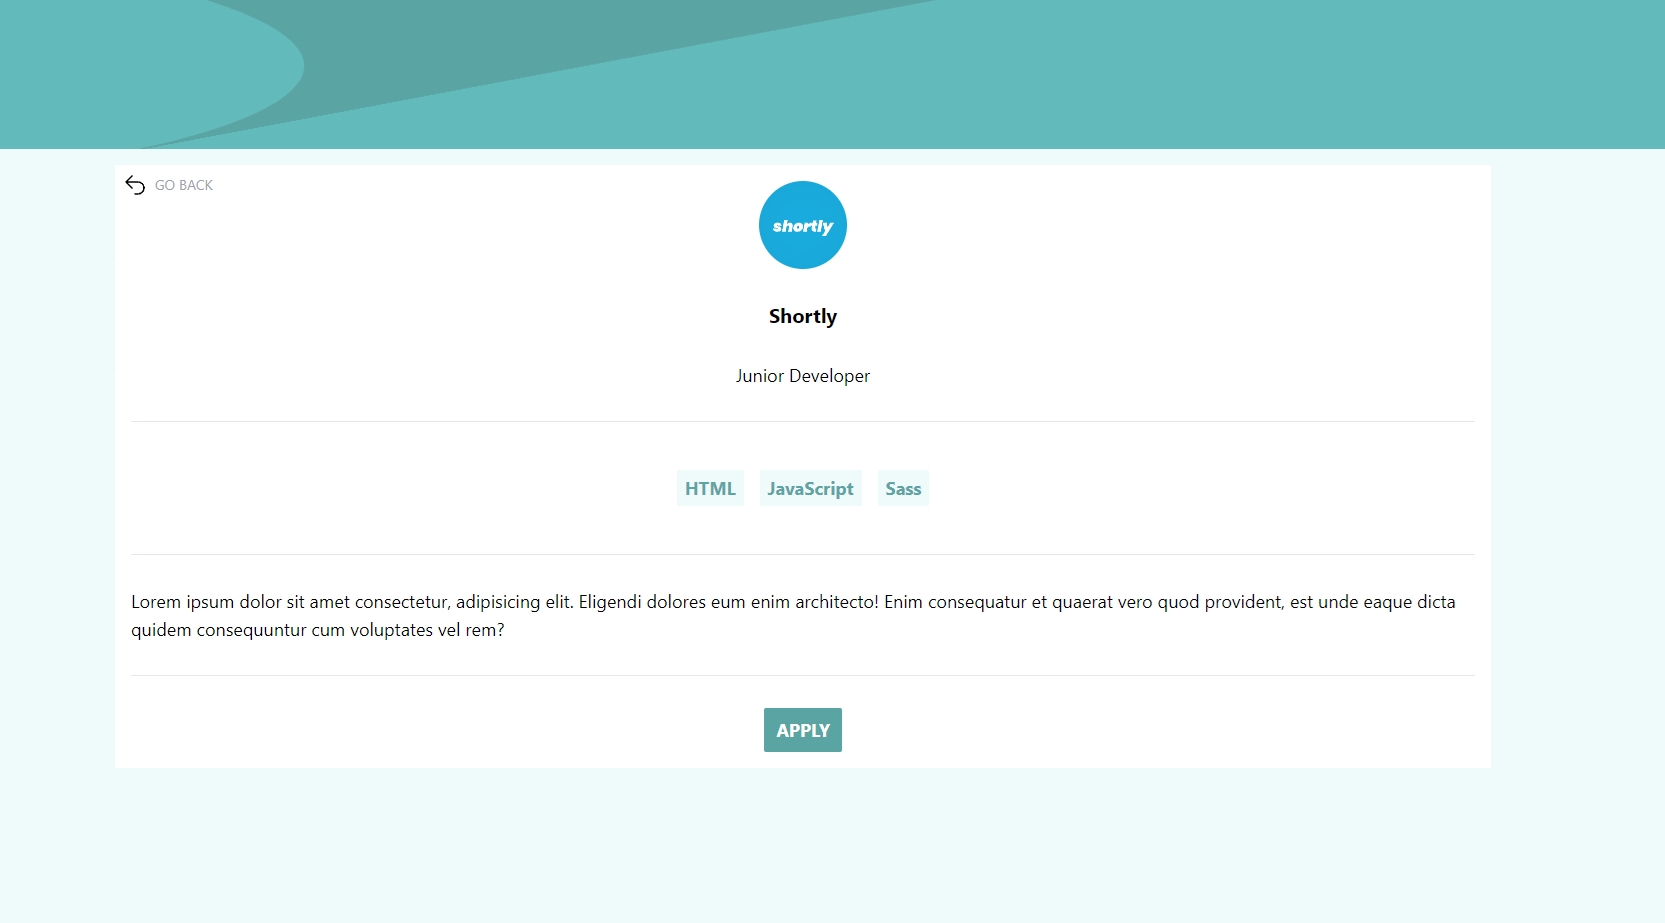 GO BACK
shortly
Shortly
Junior Developer
HTML JavaScript Sass
Lorem ipsum dolor sit amet consectetur, adipisicing elit. Eligendi dolores eum enim architecto! Enim consequatur et quaerat vero quod provident, est unde eaque dicta
quidem consequuntur cum voluptates vel rem?
APPLY